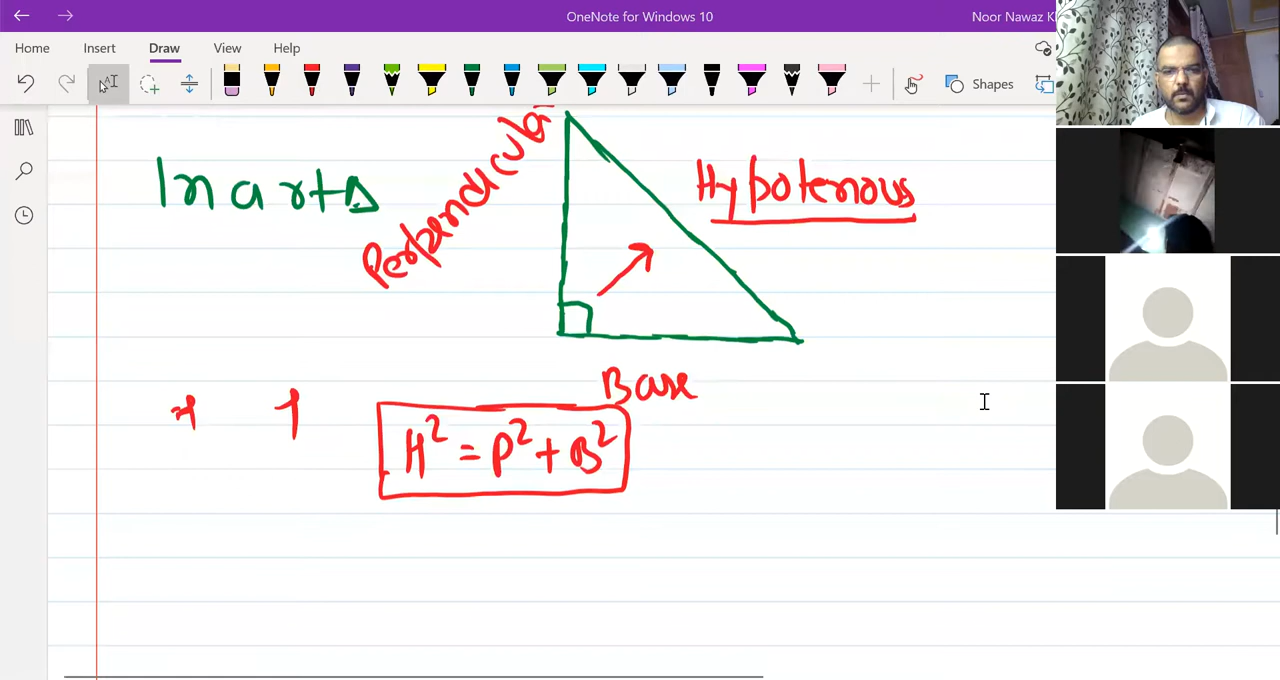 OneNote for Windows 10
Noor Nawaz K
Home Insert Draw View Help
Shapes
Perpendicular
In a rt Δ
Hypotenous
Base
H² = P² + B²